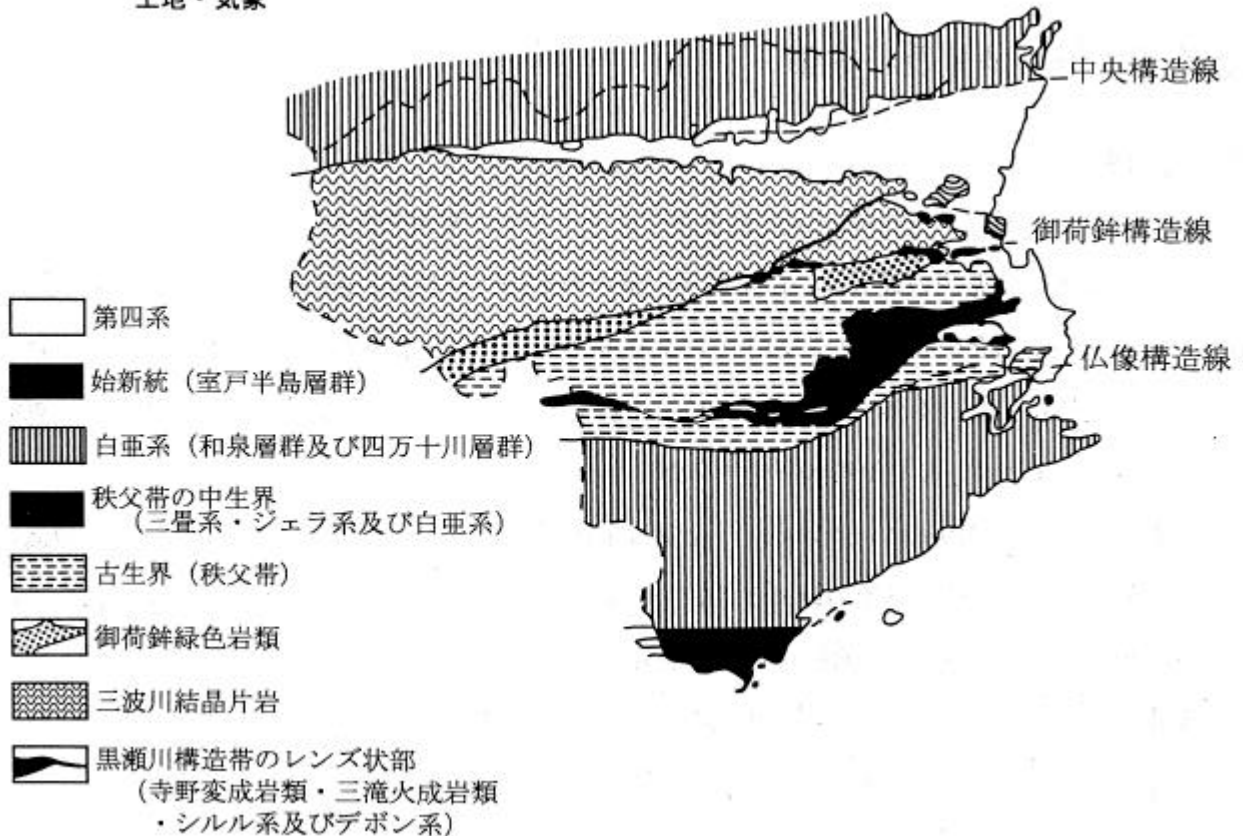 土地・気象
中央構造線
御荷鉾構造線
仏像構造線
第四系
始新統（室戸半島層群）
白亜系（和泉層群及び四万十川層群）
秩父帯の中生界
（三畳系・ジェラ系及び白亜系）
古生界（秩父帯）
御荷鉾緑色岩類
三波川結晶片岩
黒瀬川構造帯のレンズ状部
（寺野変成岩類・三滝火成岩類
・シルル系及びデボン系）